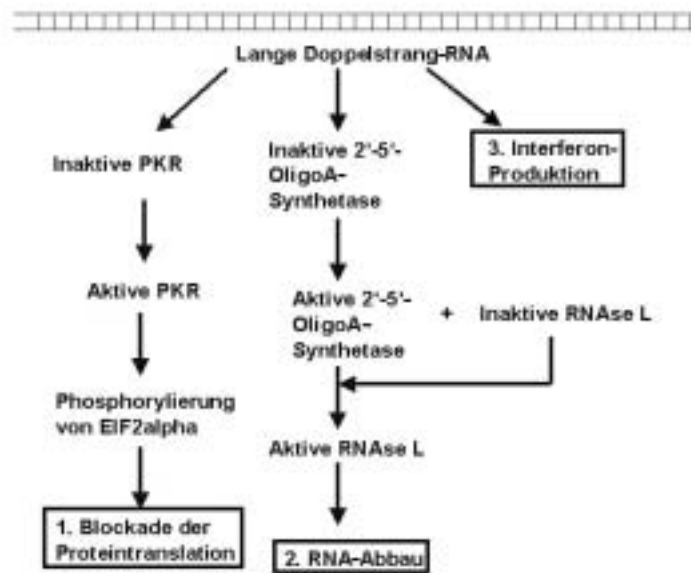 Lange Doppelstrang-RNA
Inaktive PKR
Inaktive 2'-5'-
OligoA-
Synthetase
3. Interferon-
Produktion
Aktive PKR
Aktive 2'-5'-
OligoA-
Synthetase
+
Inaktive RNAse L
Phosphorylierung
von EIF2alpha
Aktive RNAse L
1. Blockade der
Proteintranslation
2. RNA-Abbau